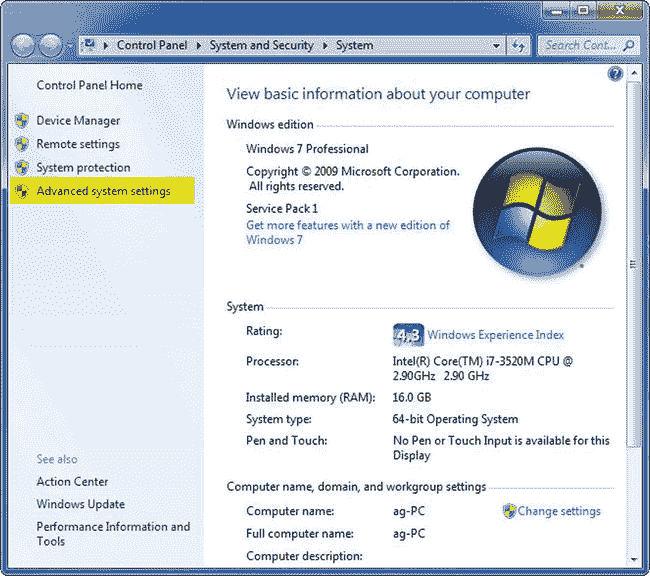 Control Panel ▸ System and Security ▸ System
Search Cont...
Control Panel Home
Device Manager
Remote settings
System protection
Advanced system settings
See also
Action Center
Windows Update
Performance Information and
Tools
View basic information about your computer
Windows edition
Windows 7 Professional
Copyright © 2009 Microsoft Corporation.
All rights reserved.
Service Pack 1
Get more features with a new edition of
Windows 7
System
Rating: 4,3 Windows Experience Index
Processor: Intel(R) Core(TM) i7-3520M CPU @
2.90GHz 2.90 GHz
Installed memory (RAM): 16.0 GB
System type: 64-bit Operating System
Pen and Touch: No Pen or Touch Input is available for this
Display
Computer name, domain, and workgroup settings
Computer name: ag-PC Change settings
Full computer name: ag-PC
Computer description: